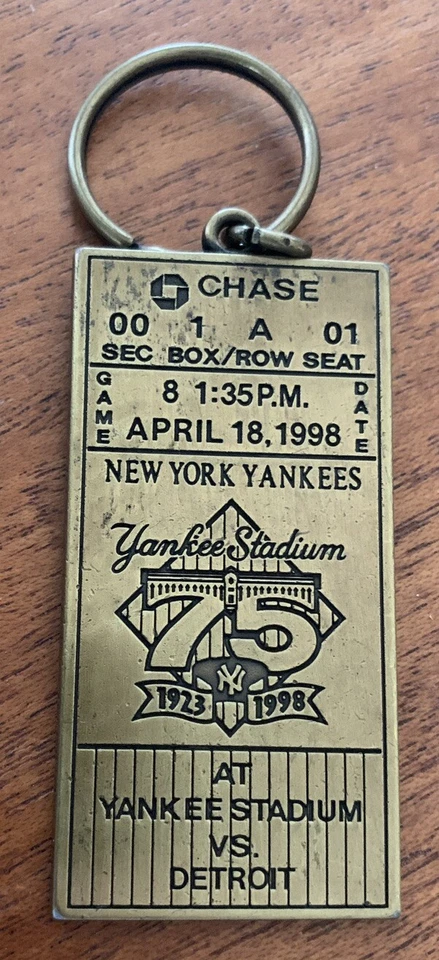 CHASE
00 1 A 01
SEC BOX/ROW SEAT
GAME 8 1:35 P.M. DATE
APRIL 18, 1998
NEW YORK YANKEES
Yankee Stadium
75
NY
1923 1998
AT
YANKEE STADIUM
VS.
DETROIT